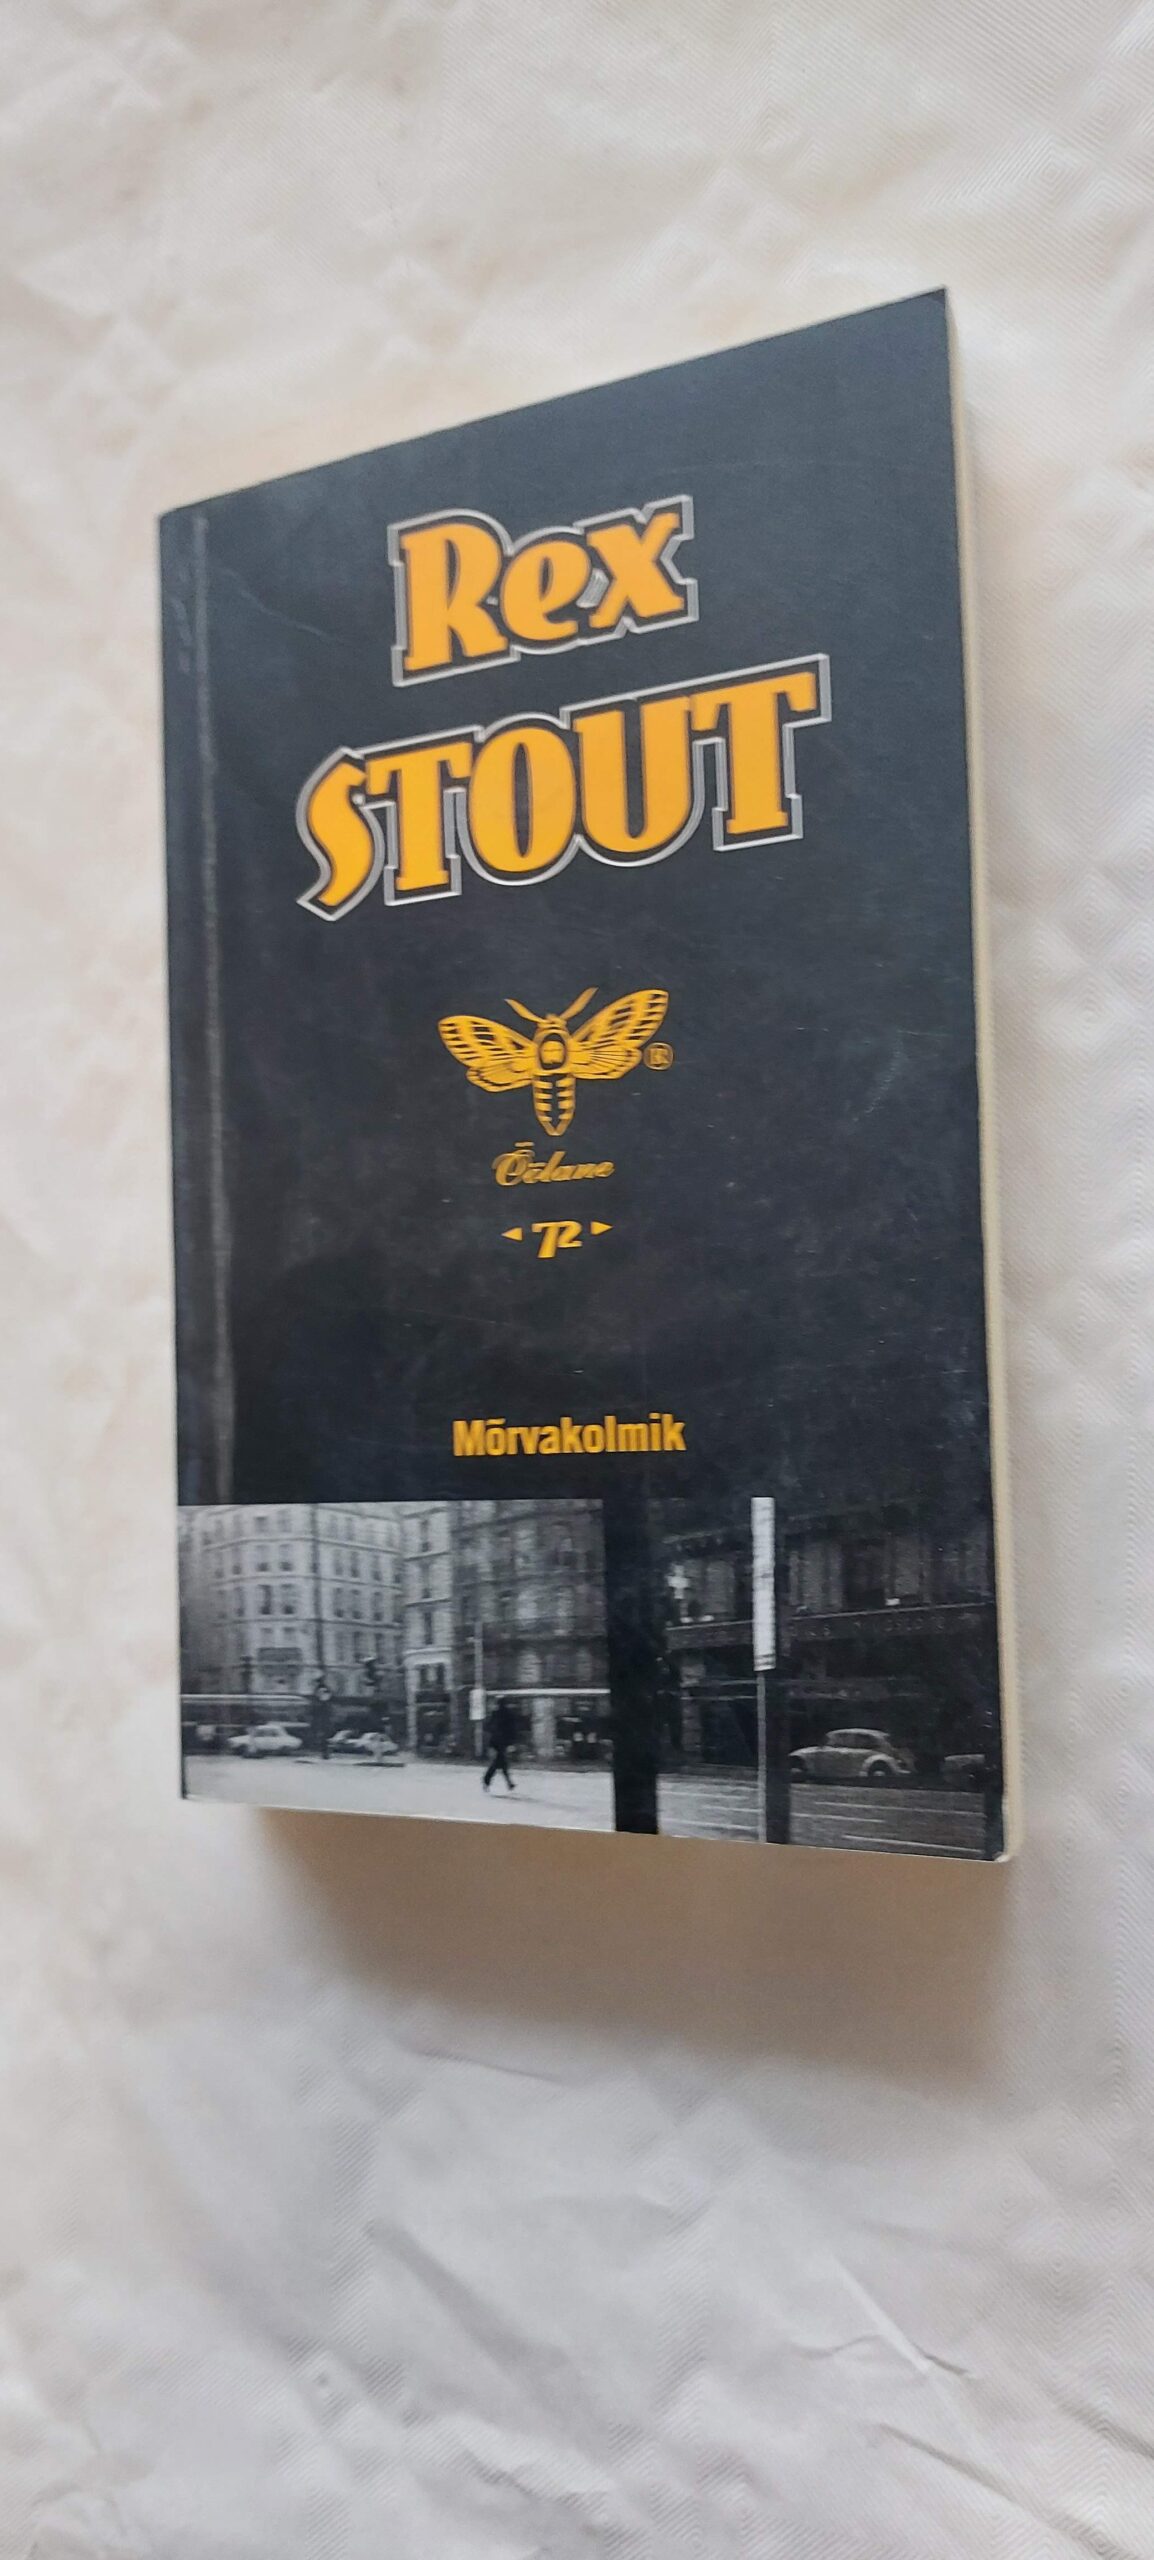 Rex
STOUT
®
Öölane
72
Mõrvakolmik